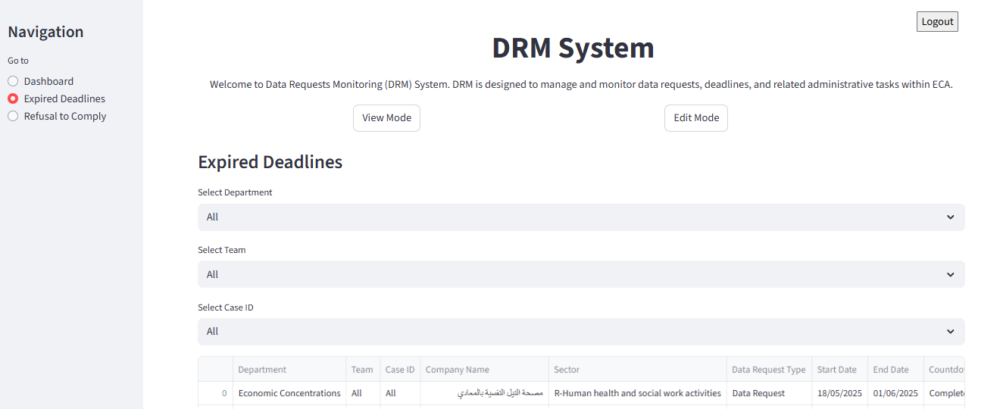 Logout
Navigation
Go to
Dashboard
Expired Deadlines
Refusal to Comply
DRM System
Welcome to Data Requests Monitoring (DRM) System. DRM is designed to manage and monitor data requests, deadlines, and related administrative tasks within ECA.
View Mode Edit Mode
Expired Deadlines
Select Department
All
Select Team
All
Select Case ID
All
Department Team Case ID Company Name Sector Data Request Type Start Date End Date Countdo
0 Economic Concentrations All All مصحة النيل النفسية بالمعادي R-Human health and social work activities Data Request 18/05/2025 01/06/2025 Complet